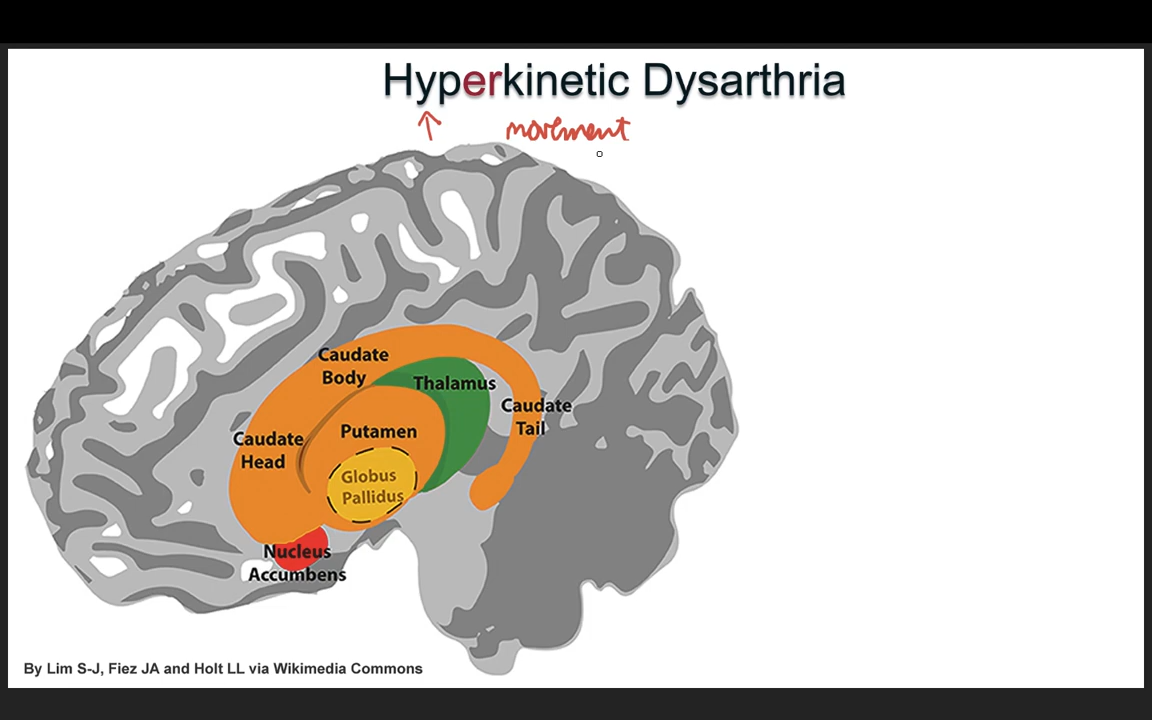 Hyperkinetic Dysarthria
↑ movement
Caudate
Body
Thalamus
Caudate
Tail
Putamen
Caudate
Head
Globus
Pallidus
Nucleus
Accumbens
By Lim S-J, Fiez JA and Holt LL via Wikimedia Commons